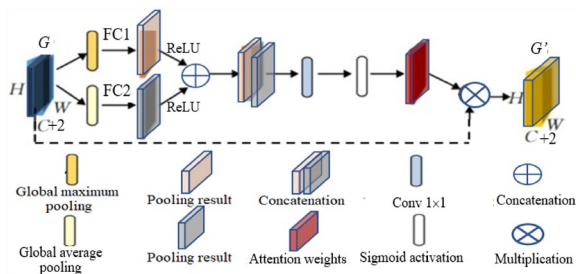 G
FC1
ReLU
G'
H
W
C+2
FC2
ReLU
H
W
C+2
Global maximum
pooling
Pooling result
Concatenation
Conv 1×1
Concatenation
Global average
pooling
Pooling result
Attention weights
Sigmoid activation
Multiplication